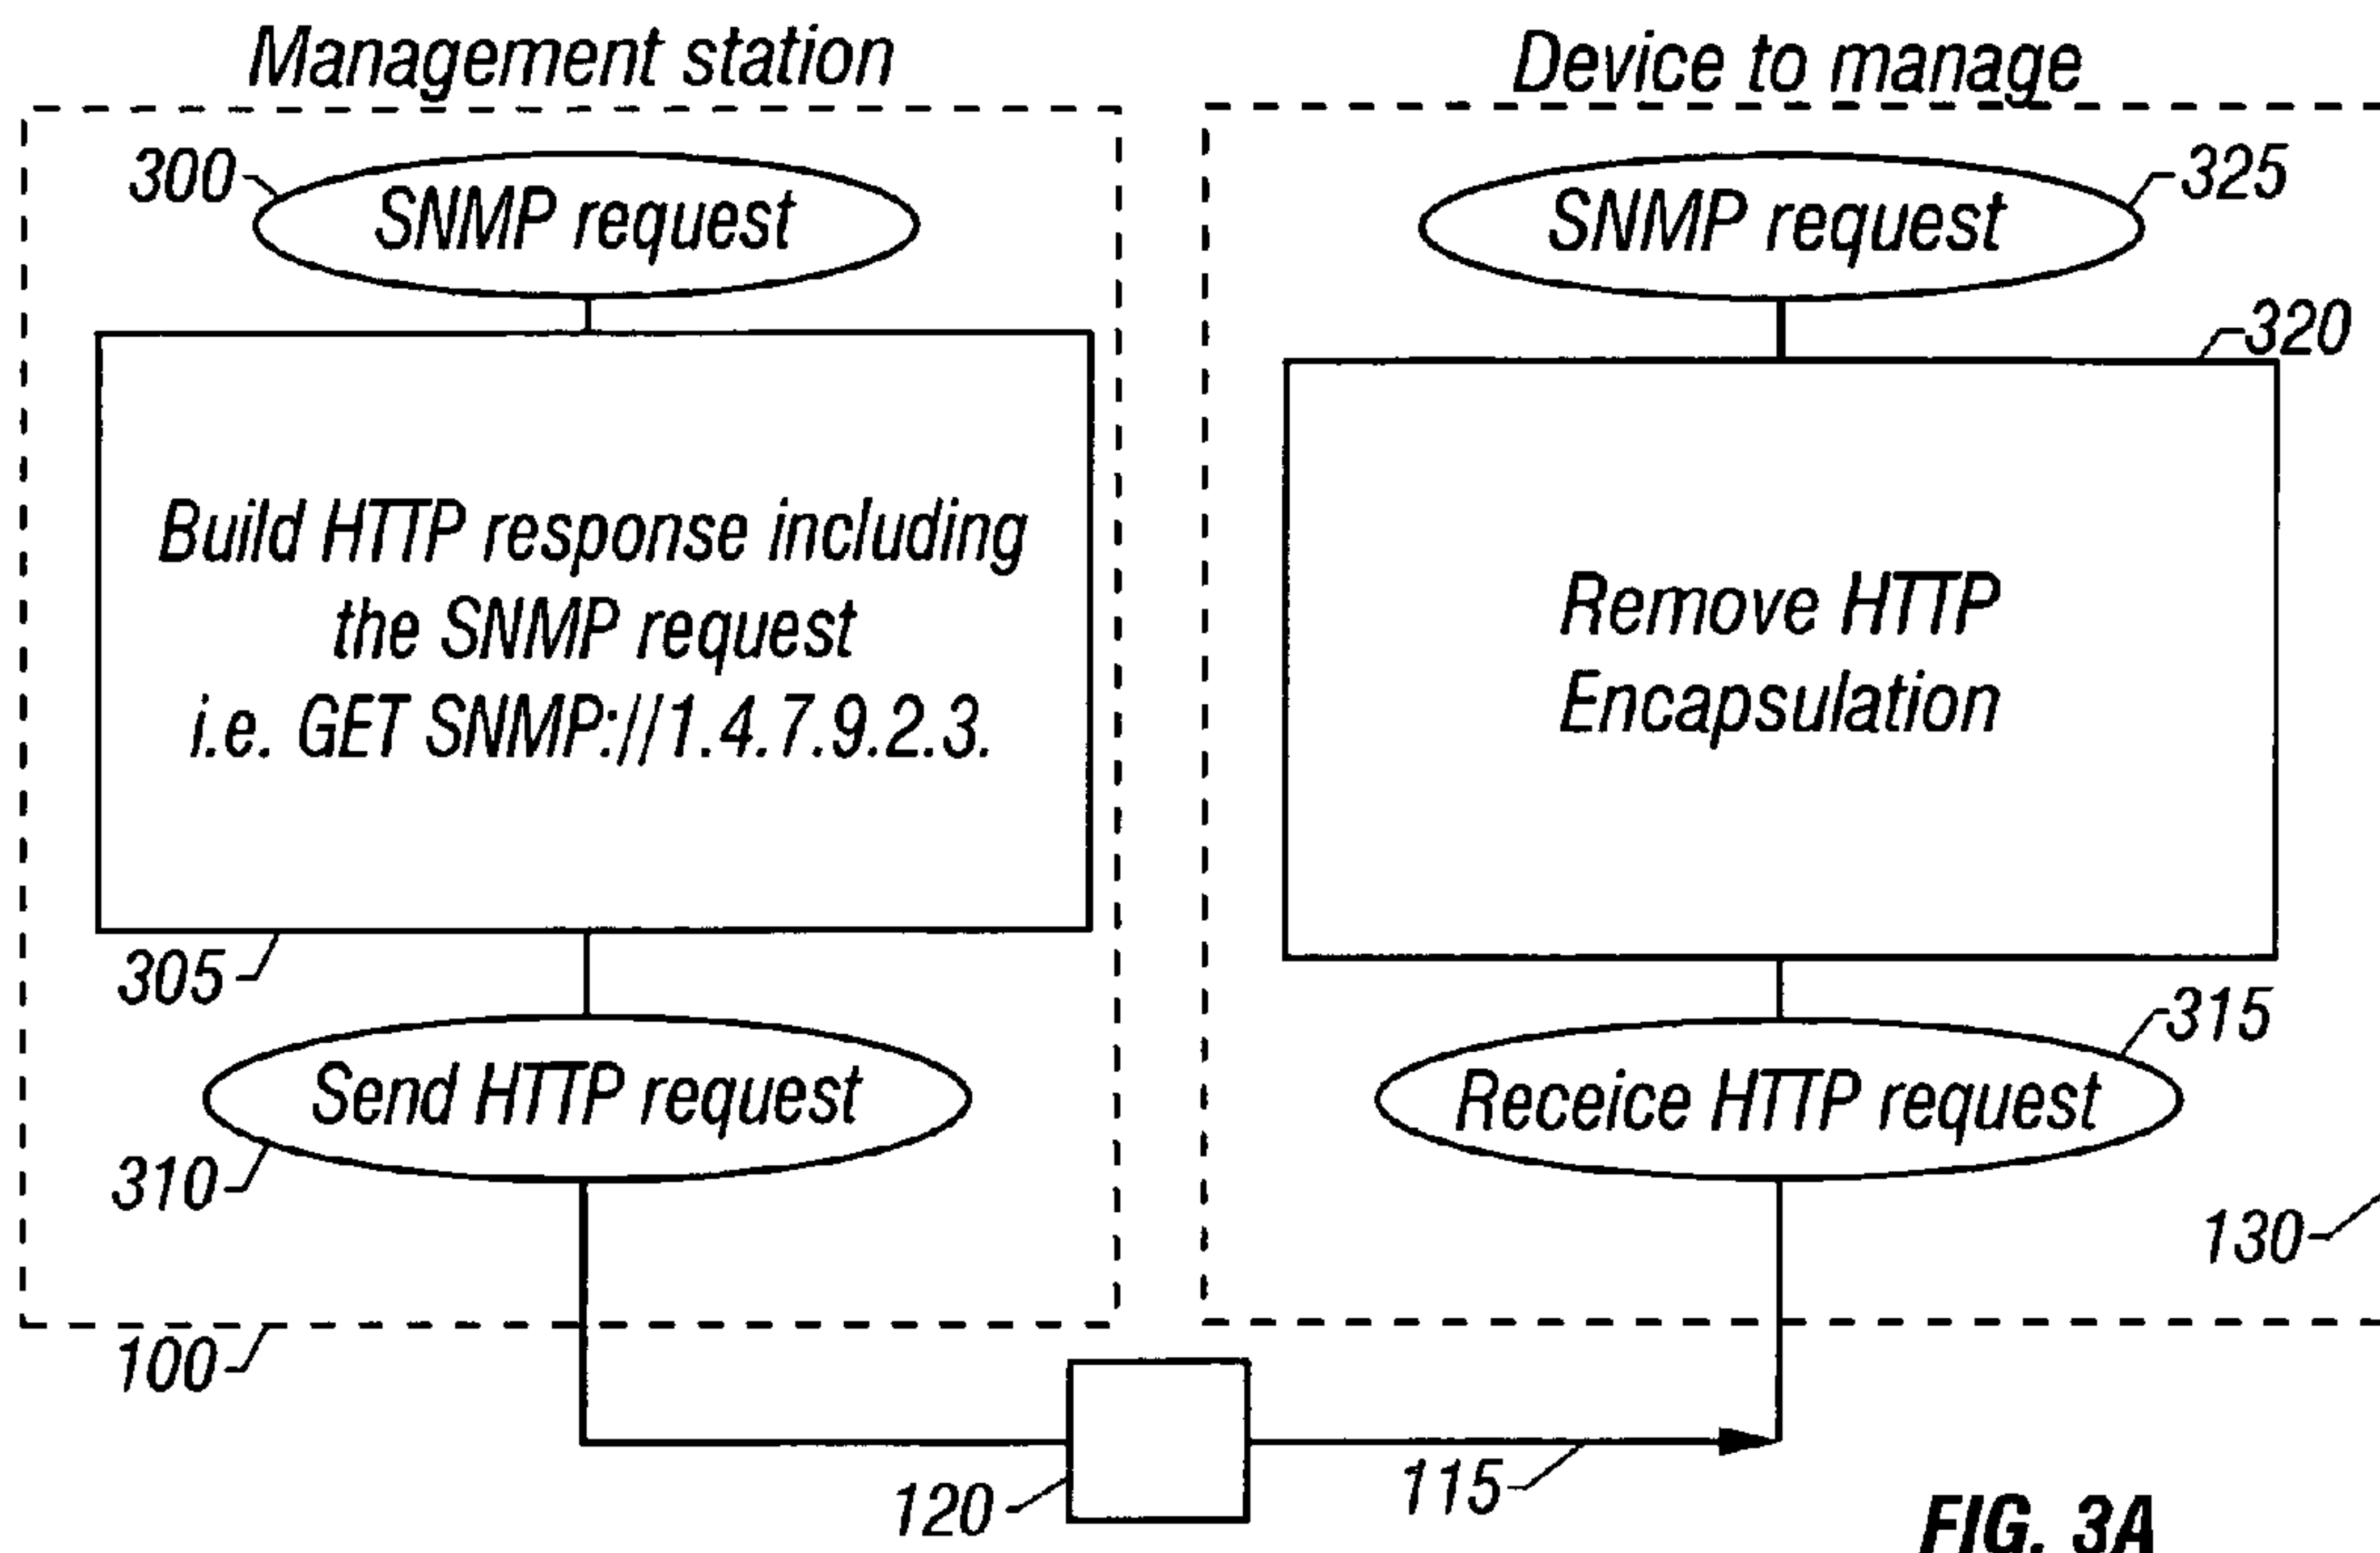 Management station
300
SNMP request
Build HTTP response including
the SNMP request
i.e. GET SNMP://1.4.7.9.2.3.
305
Send HTTP request
310
100
Device to manage
325
SNMP request
320
Remove HTTP
Encapsulation
315
Receice HTTP request
130
120
115
FIG. 3A